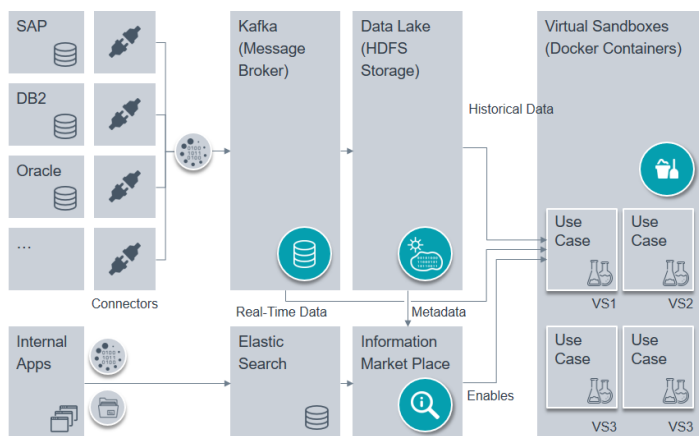 SAP
DB2
Oracle
...
Connectors
Kafka
(Message
Broker)
Data Lake
(HDFS
Storage)
Historical Data
Virtual Sandboxes
(Docker Containers)
Use
Case
VS1
Use
Case
VS2
Use
Case
VS3
Use
Case
VS3
Real-Time Data
Metadata
Internal
Apps
Elastic
Search
Information
Market Place
Enables